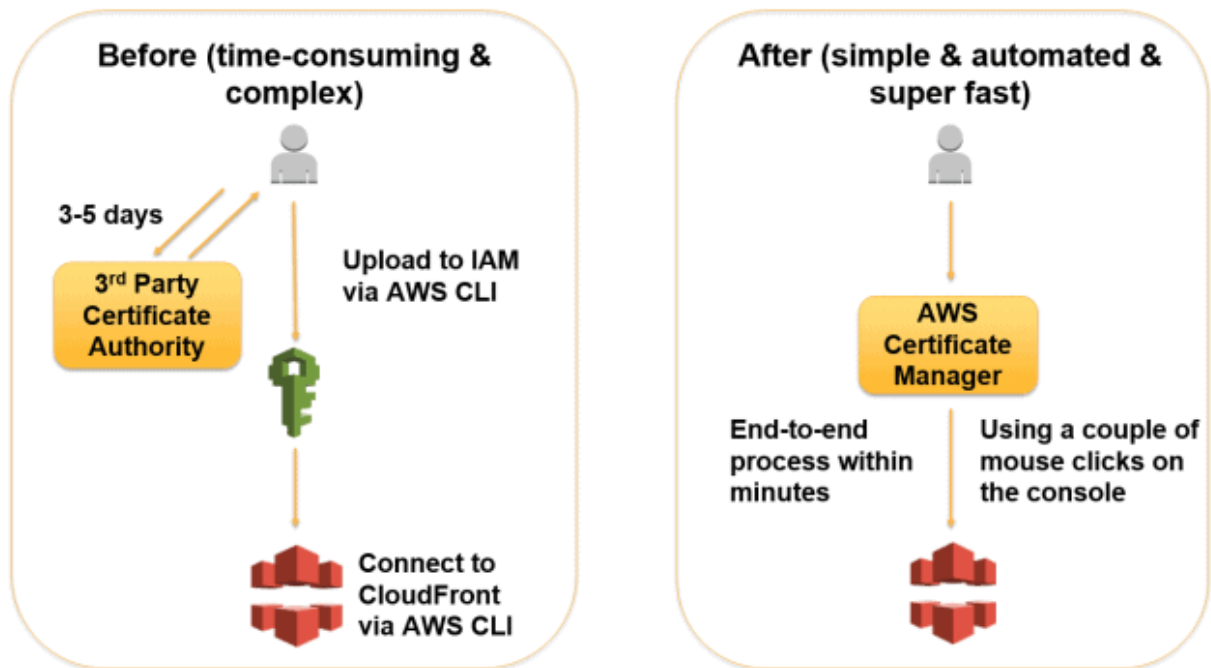 Before (time-consuming &
complex)
3-5 days
3rd Party
Certificate
Authority
Upload to IAM
via AWS CLI
Connect to
CloudFront
via AWS CLI
After (simple & automated &
super fast)
AWS
Certificate
Manager
End-to-end
process within
minutes
Using a couple of
mouse clicks on
the console